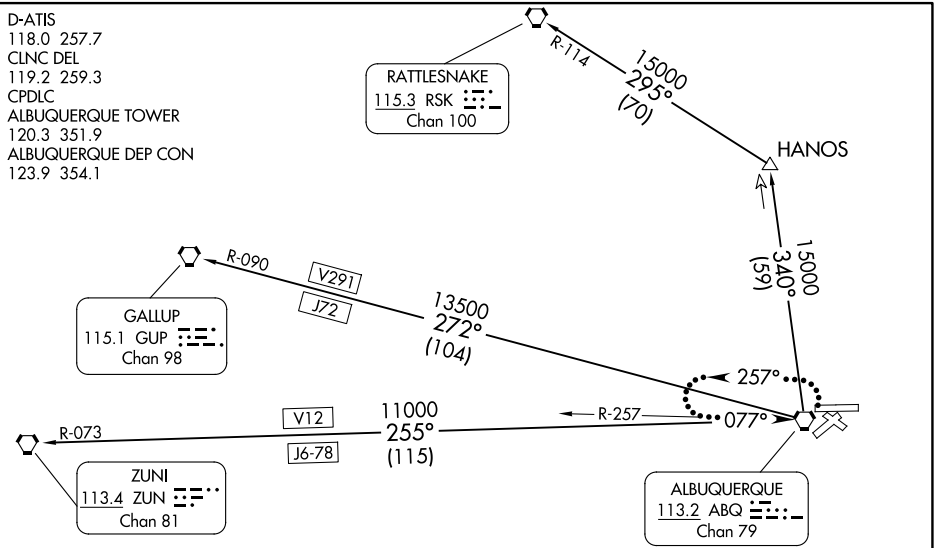 D-ATIS
118.0 257.7
CLNC DEL
119.2 259.3
CPDLC
ALBUQUERQUE TOWER
120.3 351.9
ALBUQUERQUE DEP CON
123.9 354.1
RATTLESNAKE
115.3 RSK
Chan 100
R-114
15000
295°
(70)
HANOS
15000
340°
(59)
R-090
V291
J72
13500
272°
(104)
GALLUP
115.1 GUP
Chan 98
257°
077°
R-257
R-073
V12
J6-78
11000
255°
(115)
ZUNI
113.4 ZUN
Chan 81
ALBUQUERQUE
113.2 ABQ
Chan 79